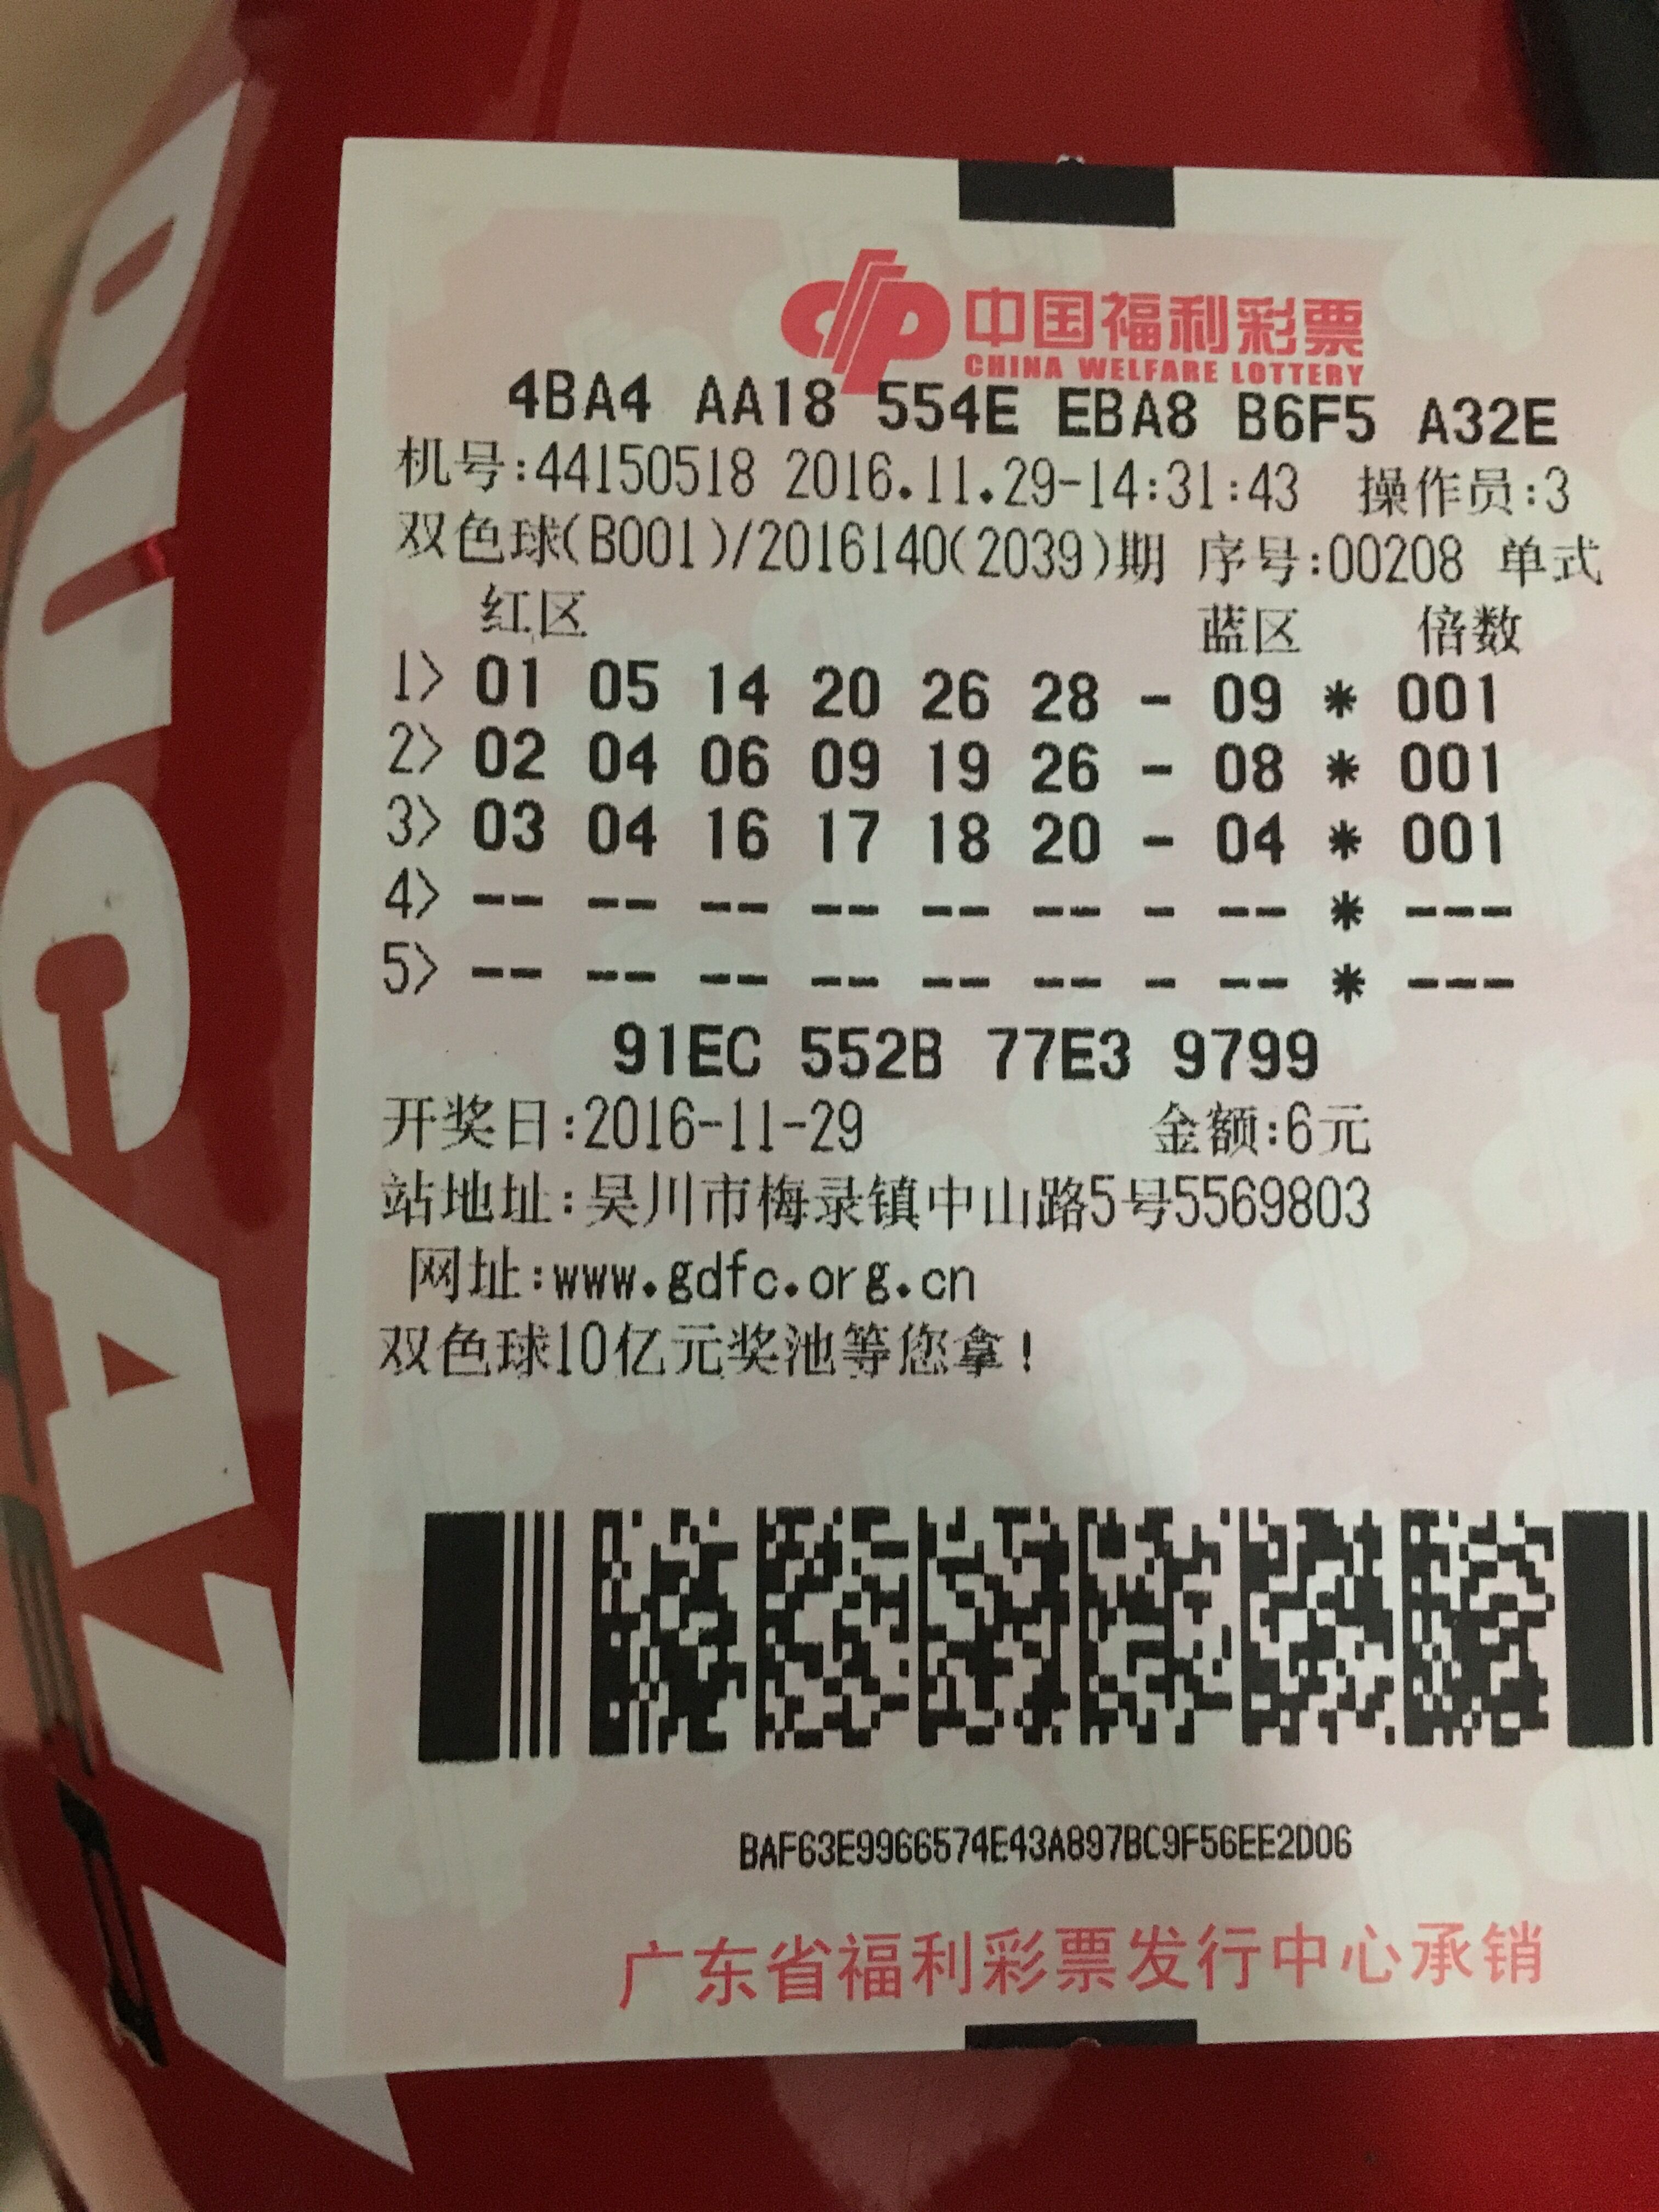 DUCATI
中国福利彩票
CHINA WELFARE LOTTERY
4BA4 AA18 554E EBA8 B6F5 A32E
机号:44150518 2016.11.29-14:31:43 操作员:3
双色球(B001)/2016140(2039)期 序号:00208 单式
红区 蓝区 倍数
1> 01 05 14 20 26 28 - 09 * 001
2> 02 04 06 09 19 26 - 08 * 001
3> 03 04 16 17 18 20 - 04 * 001
4> -- -- -- -- -- -- - -- * ---
5> -- -- -- -- -- -- - -- * ---
91EC 552B 77E3 9799
开奖日:2016-11-29 金额:6元
站地址:吴川市梅录镇中山路5号5569803
网址:www.gdfc.org.cn
双色球10亿元奖池等您拿!
BAF63E9966574E43A897BC9F56EE2D06
广东省福利彩票发行中心承销